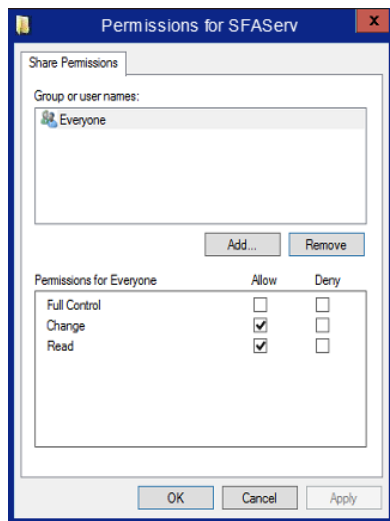 Permissions for SFAServ
x
Share Permissions
Group or user names:
Everyone
Add... Remove
Permissions for Everyone Allow Deny
Full Control
Change
Read
OK Cancel Apply